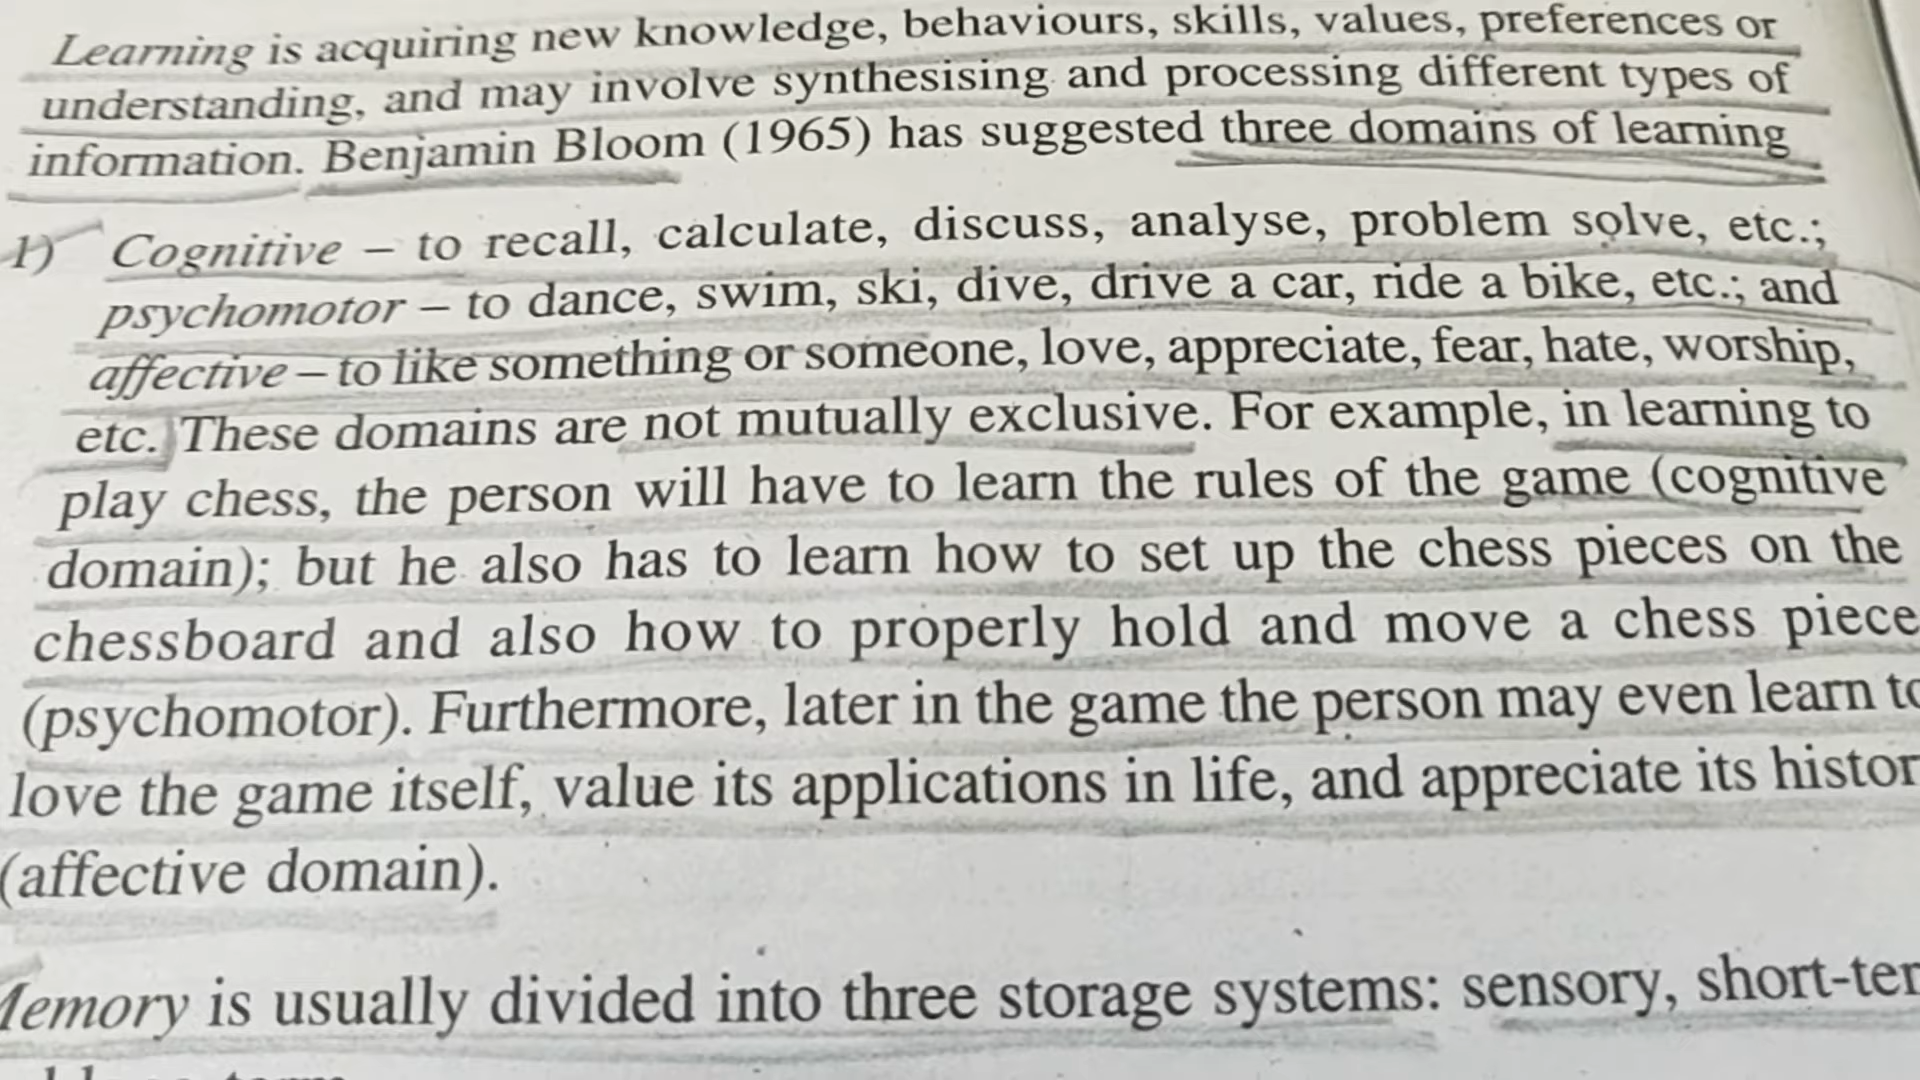 Learning is acquiring new knowledge, behaviours, skills, values, preferences or
understanding, and may involve synthesising and processing different types of
information. Benjamin Bloom (1965) has suggested three domains of learning
1) Cognitive – to recall, calculate, discuss, analyse, problem solve, etc.;
psychomotor – to dance, swim, ski, dive, drive a car, ride a bike, etc.; and
affective – to like something or someone, love, appreciate, fear, hate, worship,
etc. These domains are not mutually exclusive. For example, in learning to
play chess, the person will have to learn the rules of the game (cognitive
domain); but he also has to learn how to set up the chess pieces on the
chessboard and also how to properly hold and move a chess piece
(psychomotor). Furthermore, later in the game the person may even learn to
love the game itself, value its applications in life, and appreciate its histor
(affective domain).
Memory is usually divided into three storage systems: sensory, short-ter